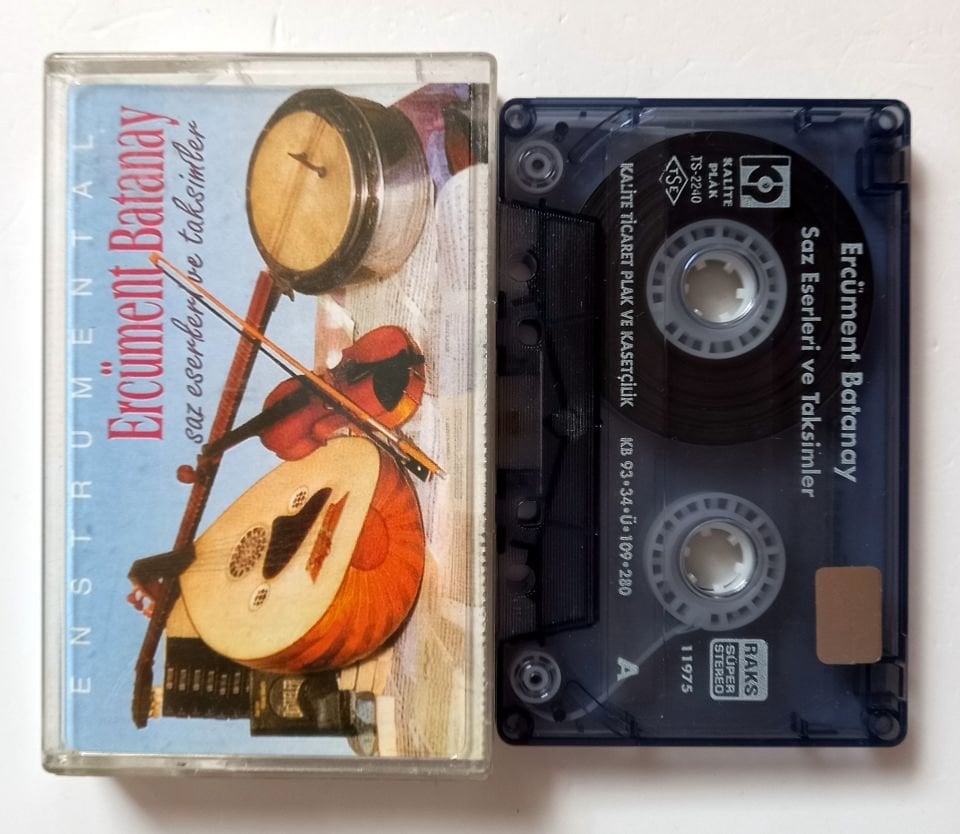 ENSTRUMENTAL
Ercüment Batanay
saz eserleri ve taksimler
Ercüment Batanay
Saz Eserleri ve Taksimler
KALİTE
PLAK
TS-2240
TSE
KALİTE TİCARET PLAK VE KASETÇİLİK KB 93•34•Ü•109•280
RAKS
SÜPER
STEREO
11975
A